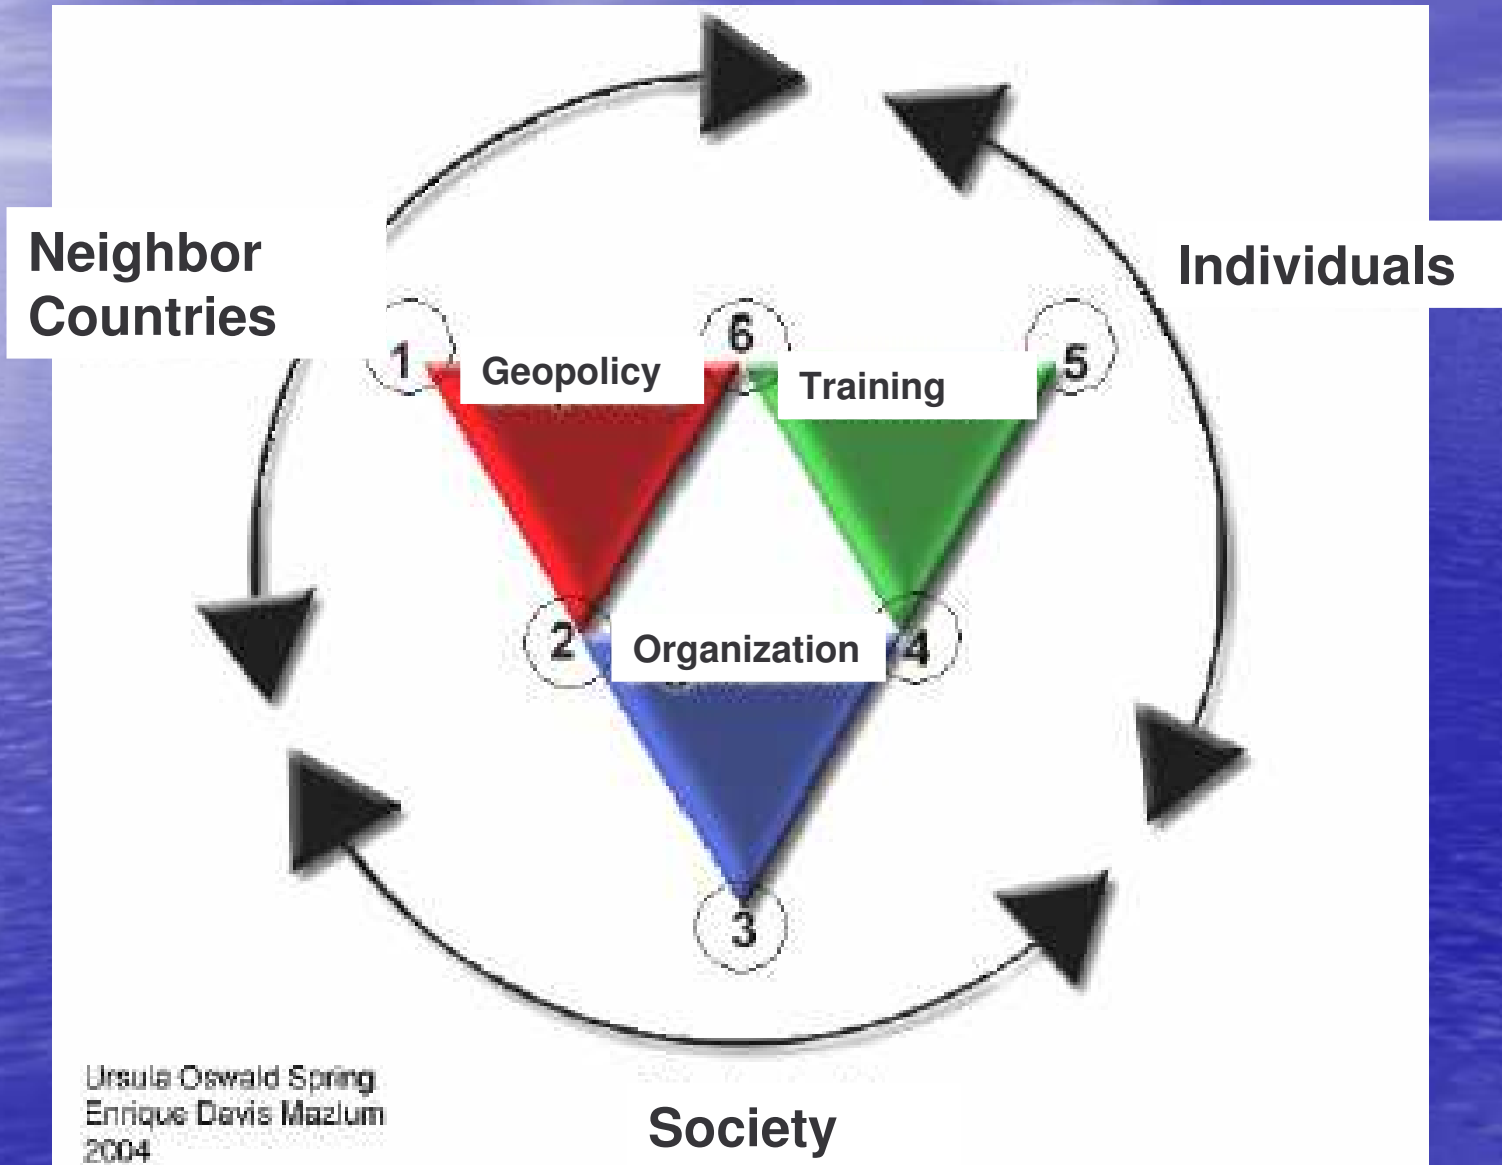 Neighbor
Countries
Individuals
1
6
5
Geopolicy
Training
2
Organization
4
3
Ursula Oswald Spring
Enrique Davis Mazlum
2004
Society